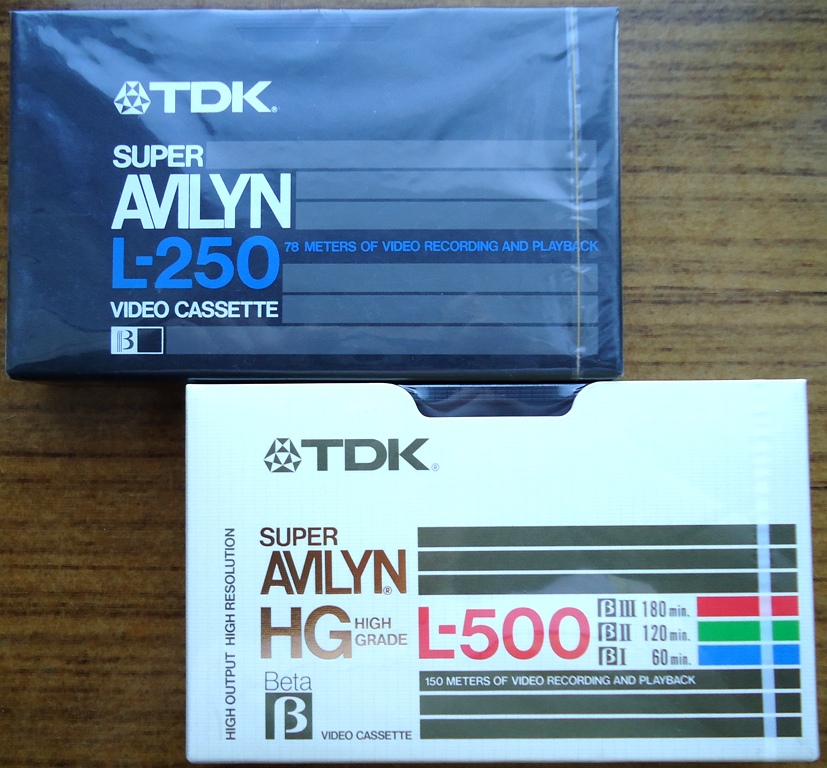 TDK®
SUPER
AVILYN
L-250
78 METERS OF VIDEO RECORDING AND PLAYBACK
VIDEO CASSETTE
β
TDK®
HIGH OUTPUT HIGH RESOLUTION
SUPER
AVILYN®
HG HIGH GRADE
L-500
βIII 180 min.
βII 120 min.
βI 60 min.
150 METERS OF VIDEO RECORDING AND PLAYBACK
Beta
β
VIDEO CASSETTE